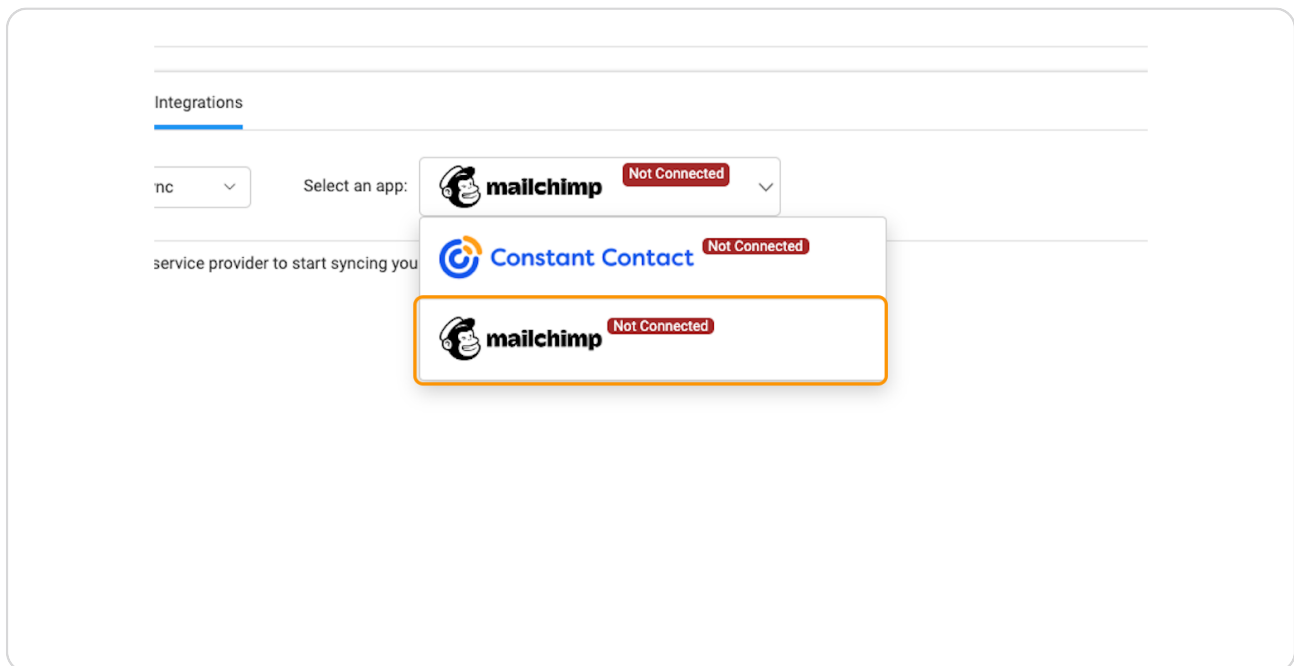 Integrations
nc
Select an app:
mailchimp
Not Connected
service provider to start syncing you
Constant Contact
Not Connected
mailchimp
Not Connected